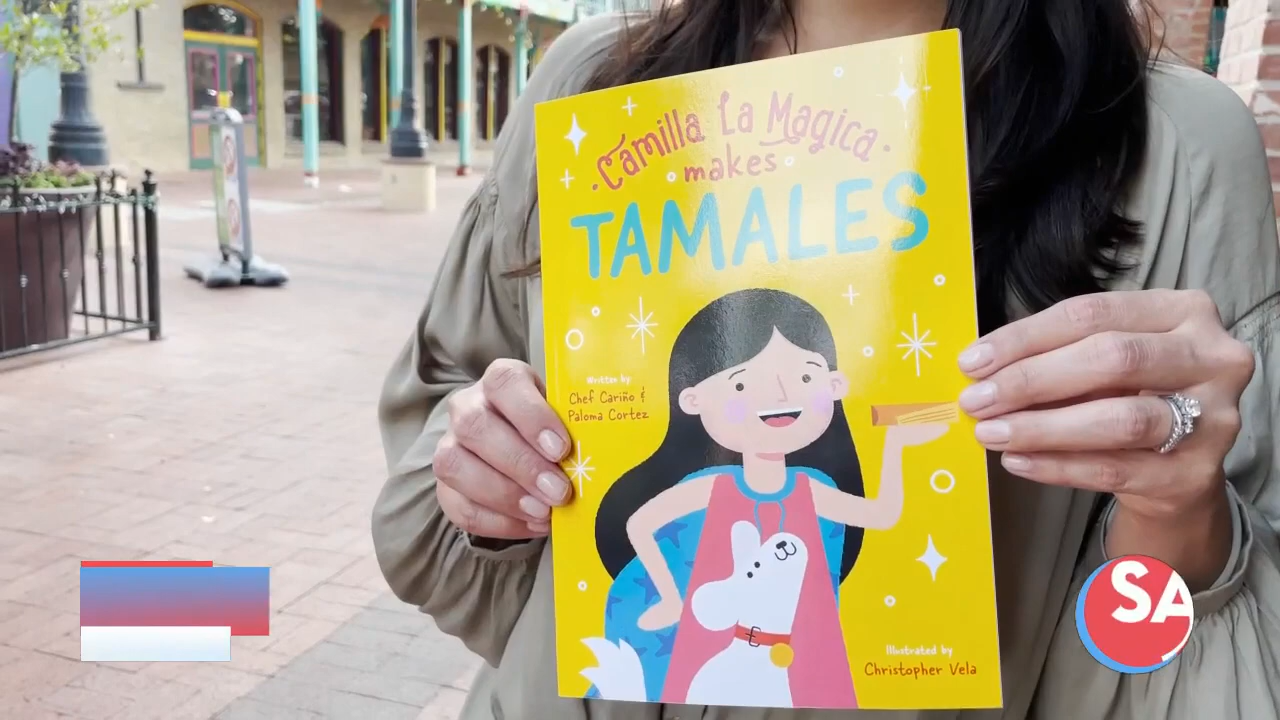 Camilla La Magica
makes
TAMALES
Written by
Chef Cariño &
Paloma Cortez
Illustrated by
Christopher Vela
SA